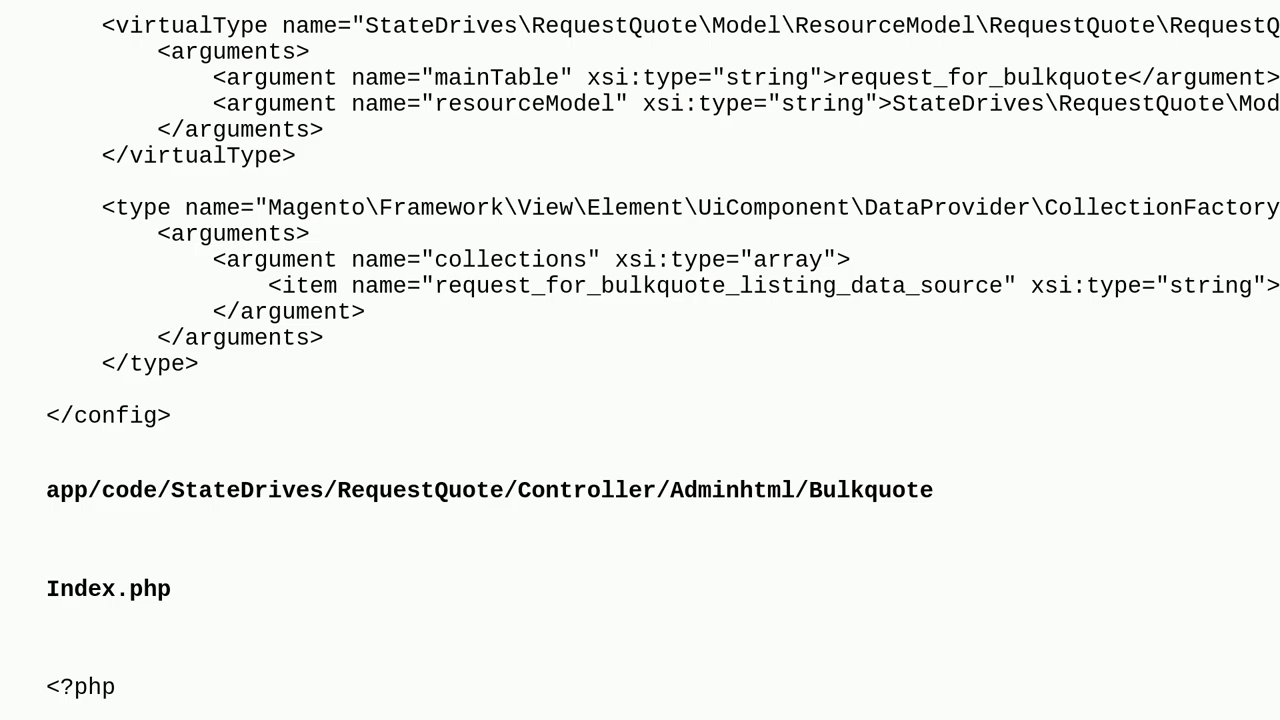 <virtualType name="StateDrives\RequestQuote\Model\ResourceModel\RequestQuote\RequestQ
<arguments>
<argument name="mainTable" xsi:type="string">request_for_bulkquote</argument>
<argument name="resourceModel" xsi:type="string">StateDrives\RequestQuote\Mod
</arguments>
</virtualType>
<type name="Magento\Framework\View\Element\UiComponent\DataProvider\CollectionFactory
<arguments>
<argument name="collections" xsi:type="array">
<item name="request_for_bulkquote_listing_data_source" xsi:type="string">
</argument>
</arguments>
</type>
</config>
app/code/StateDrives/RequestQuote/Controller/Adminhtml/Bulkquote
Index.php
<?php